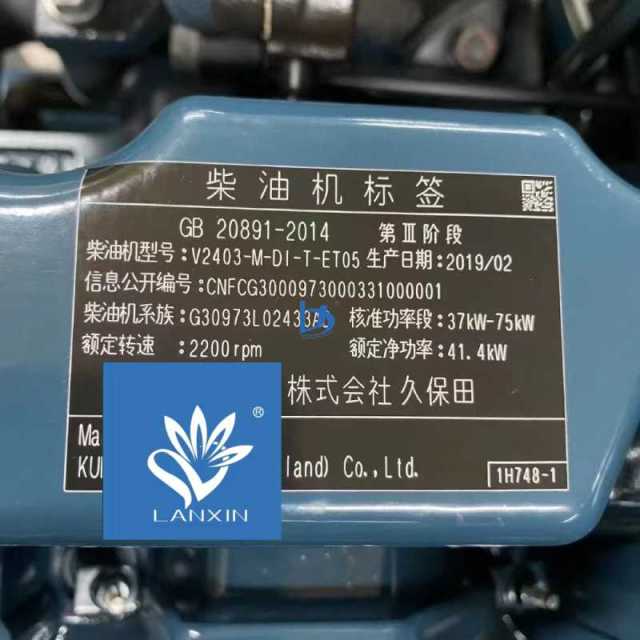 柴油机标签
GB 20891-2014 第Ⅲ阶段
柴油机型号:V2403-M-DI-T-ET05 生产日期:2019/02
信息公开编号:CNFCG3000973000331000001
柴油机系族:G30973L02433A 核准功率段:37kW-75kW
额定转速 :2200rpm 额定净功率:41.4kW
株式会社久保田
Ma
KU land) Co.,Ltd.
1H748-1
®
LANXIN